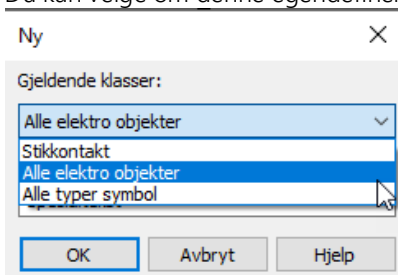 Du kan velge om denne egendefiner
Ny
Gjeldende klasser:
Alle elektro objekter
Stikkontakt
Alle elektro objekter
Alle typer symbol
OK Avbryt Hjelp